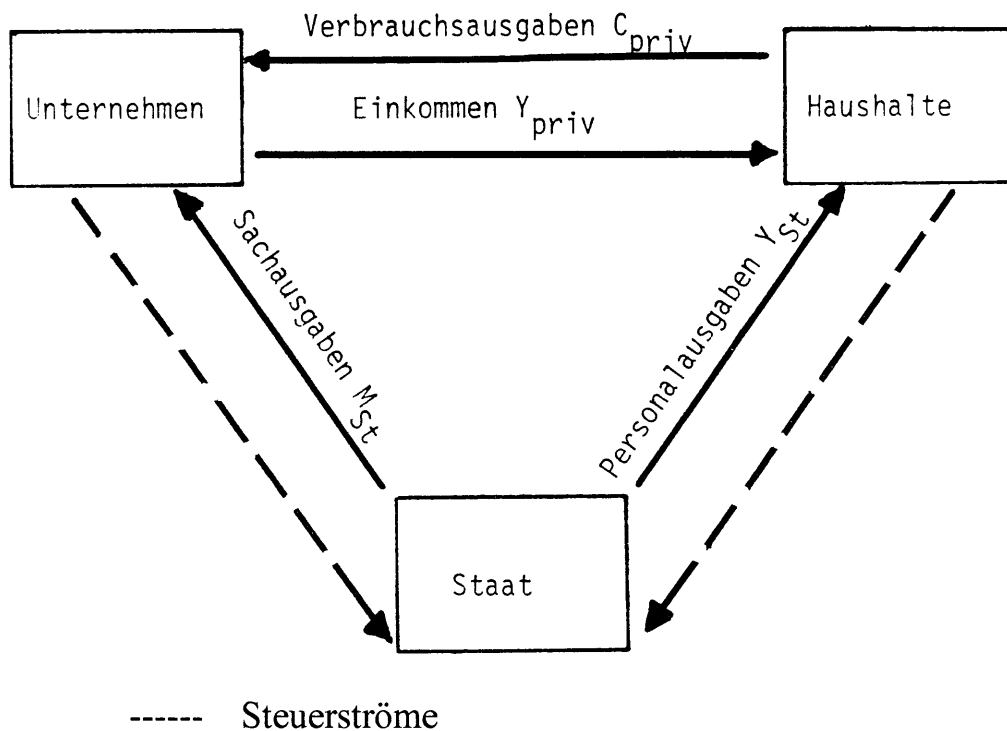 Verbrauchsausgaben C_priv
Unternehmen
Einkommen Y_priv
Haushalte
Sachausgaben M_St
Personalausgaben Y_St
Staat
------ Steuerströme